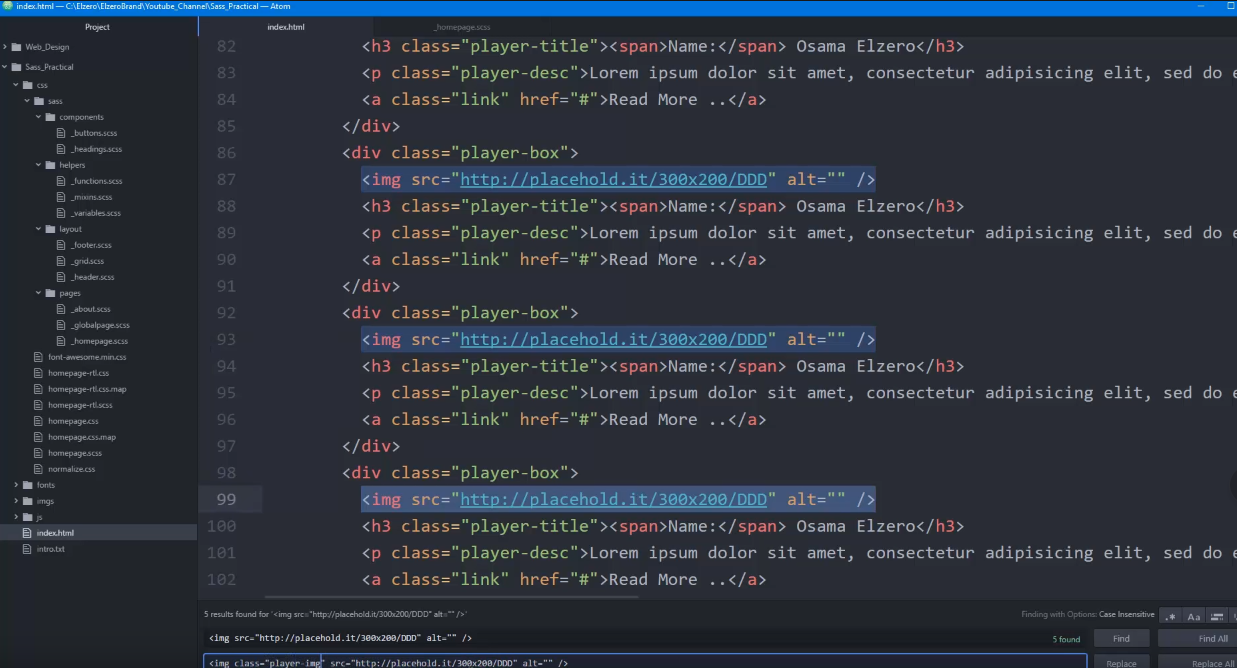 index.html — C:\Elzero\ElzeroBrand\Youtube_Channel\Sass_Practical — Atom
Project
Web_Design
Sass_Practical
css
sass
components
_buttons.scss
_headings.scss
helpers
_functions.scss
_mixins.scss
_variables.scss
layout
_footer.scss
_grid.scss
_header.scss
pages
_about.scss
_globalpage.scss
_homepage.scss
font-awesome.min.css
homepage-rtl.css
homepage-rtl.css.map
homepage-rtl.scss
homepage.css
homepage.css.map
homepage.scss
normalize.css
fonts
imgs
js
index.html
intro.txt
index.html _homepage.scss
82 <h3 class="player-title"><span>Name:</span> Osama Elzero</h3>
83 <p class="player-desc">Lorem ipsum dolor sit amet, consectetur adipisicing elit, sed do e
84 <a class="link" href="#">Read More ..</a>
85 </div>
86 <div class="player-box">
87 <img src="http://placehold.it/300x200/DDD" alt="" />
88 <h3 class="player-title"><span>Name:</span> Osama Elzero</h3>
89 <p class="player-desc">Lorem ipsum dolor sit amet, consectetur adipisicing elit, sed do e
90 <a class="link" href="#">Read More ..</a>
91 </div>
92 <div class="player-box">
93 <img src="http://placehold.it/300x200/DDD" alt="" />
94 <h3 class="player-title"><span>Name:</span> Osama Elzero</h3>
95 <p class="player-desc">Lorem ipsum dolor sit amet, consectetur adipisicing elit, sed do e
96 <a class="link" href="#">Read More ..</a>
97 </div>
98 <div class="player-box">
99 <img src="http://placehold.it/300x200/DDD" alt="" />
100 <h3 class="player-title"><span>Name:</span> Osama Elzero</h3>
101 <p class="player-desc">Lorem ipsum dolor sit amet, consectetur adipisicing elit, sed do e
102 <a class="link" href="#">Read More ..</a>
5 results found for '<img src="http://placehold.it/300x200/DDD" alt="" />' Finding with Options: Case Insensitive .* Aa
<img src="http://placehold.it/300x200/DDD" alt="" /> 5 found Find Find All
<img class="player-img" src="http://placehold.it/300x200/DDD" alt="" /> Replace Replace All